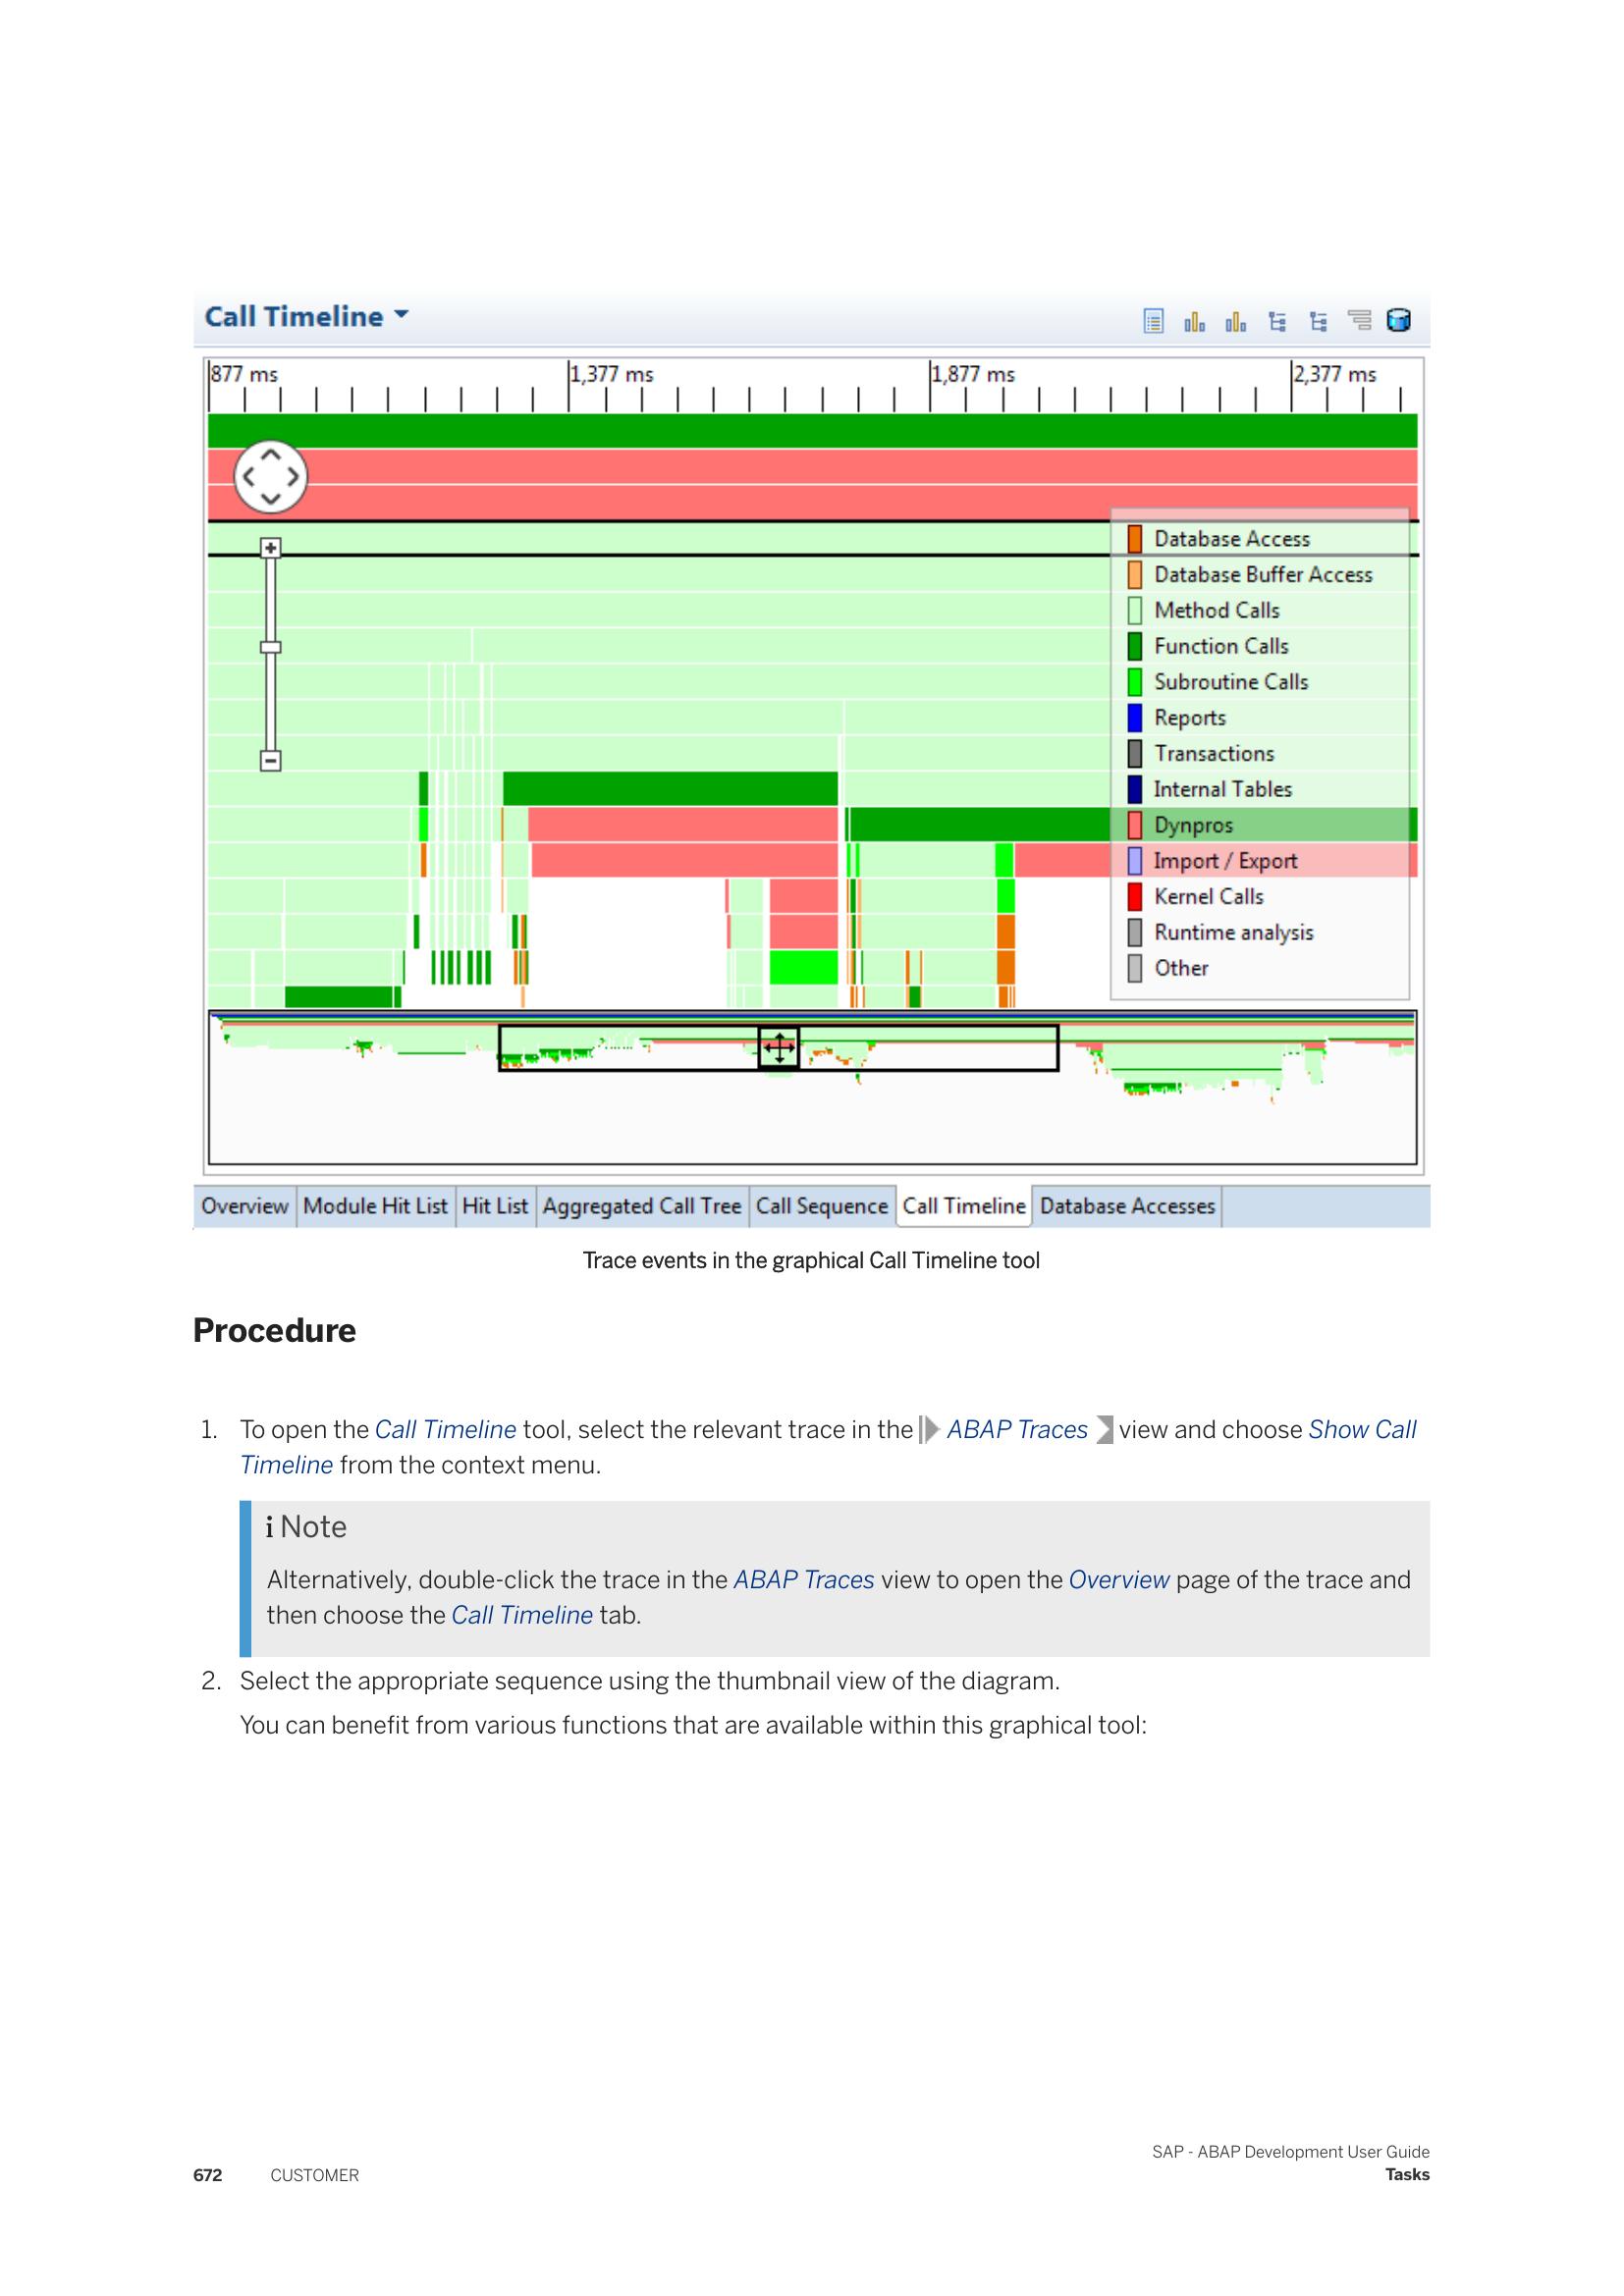 Call Timeline
877 ms 1,377 ms 1,877 ms 2,377 ms
Database Access
Database Buffer Access
Method Calls
Function Calls
Subroutine Calls
Reports
Transactions
Internal Tables
Dynpros
Import / Export
Kernel Calls
Runtime analysis
Other
Overview Module Hit List Hit List Aggregated Call Tree Call Sequence Call Timeline Database Accesses
Trace events in the graphical Call Timeline tool
Procedure
1. To open the Call Timeline tool, select the relevant trace in the ABAP Traces view and choose Show Call
Timeline from the context menu.
i Note
Alternatively, double-click the trace in the ABAP Traces view to open the Overview page of the trace and
then choose the Call Timeline tab.
2. Select the appropriate sequence using the thumbnail view of the diagram.
You can benefit from various functions that are available within this graphical tool:
SAP - ABAP Development User Guide
672 CUSTOMER Tasks